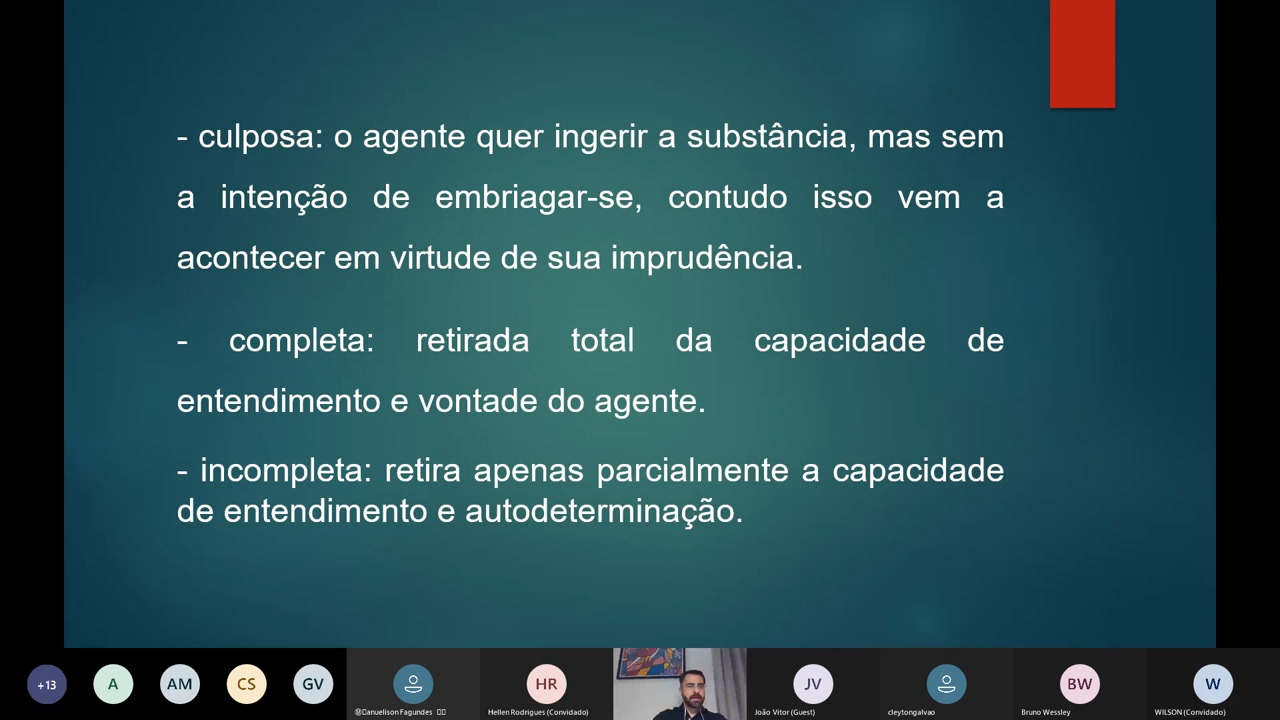 - culposa: o agente quer ingerir a substância, mas sem
a intenção de embriagar-se, contudo isso vem a
acontecer em virtude de sua imprudência.
- completa: retirada total da capacidade de
entendimento e vontade do agente.
- incompleta: retira apenas parcialmente a capacidade
de entendimento e autodeterminação.
+13
A
AM
CS
GV
HR
JV
BW
W
anuelison Fagundes
Hellen Rodrigues (Convidado)
João Vitor (Guest)
cleytongalvao
Bruno Wessley
WILSON (Convidado)